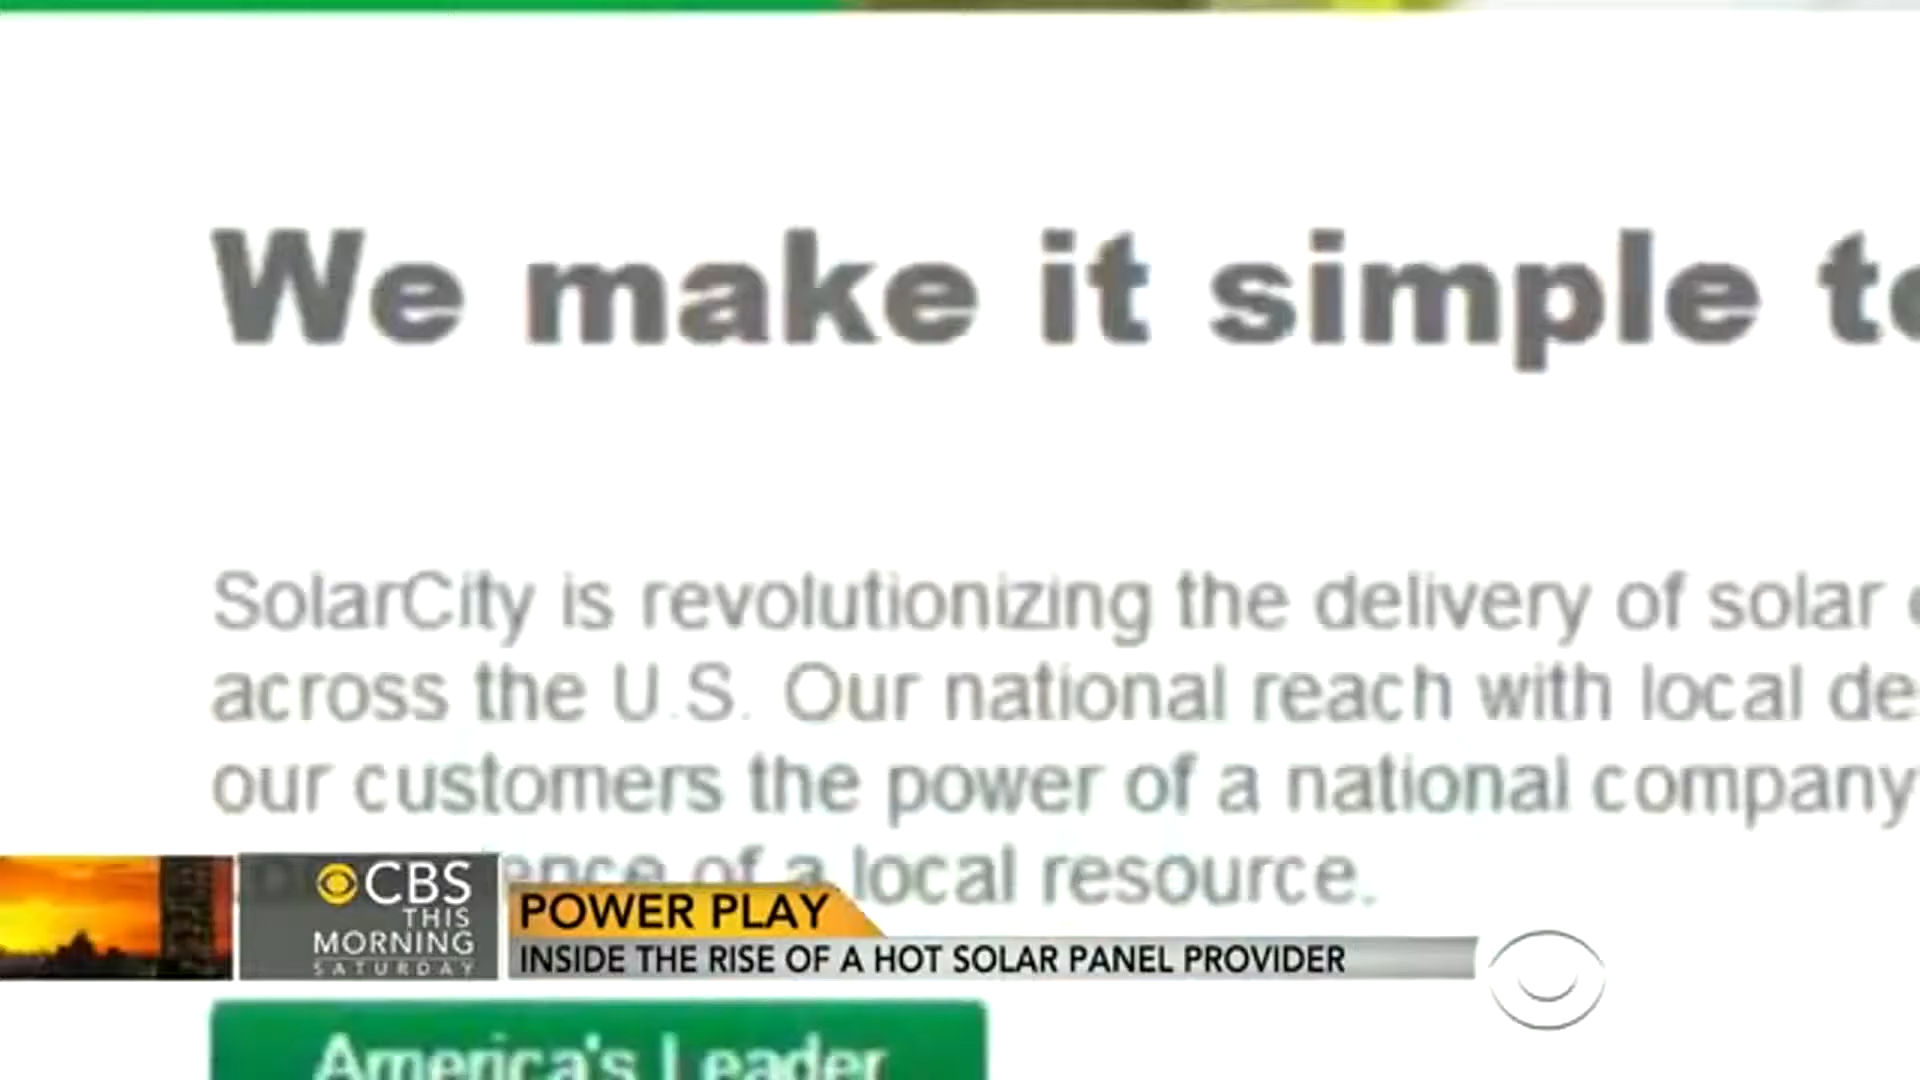 We make it simple
SolarCity is revolutionizing the delivery of solar
across the U.S. Our national reach with local
our customers the power of a national company
of a local resource.
CBS
THIS
MORNING
SATURDAY
POWER PLAY
INSIDE THE RISE OF A HOT SOLAR PANEL PROVIDER
America's Leader